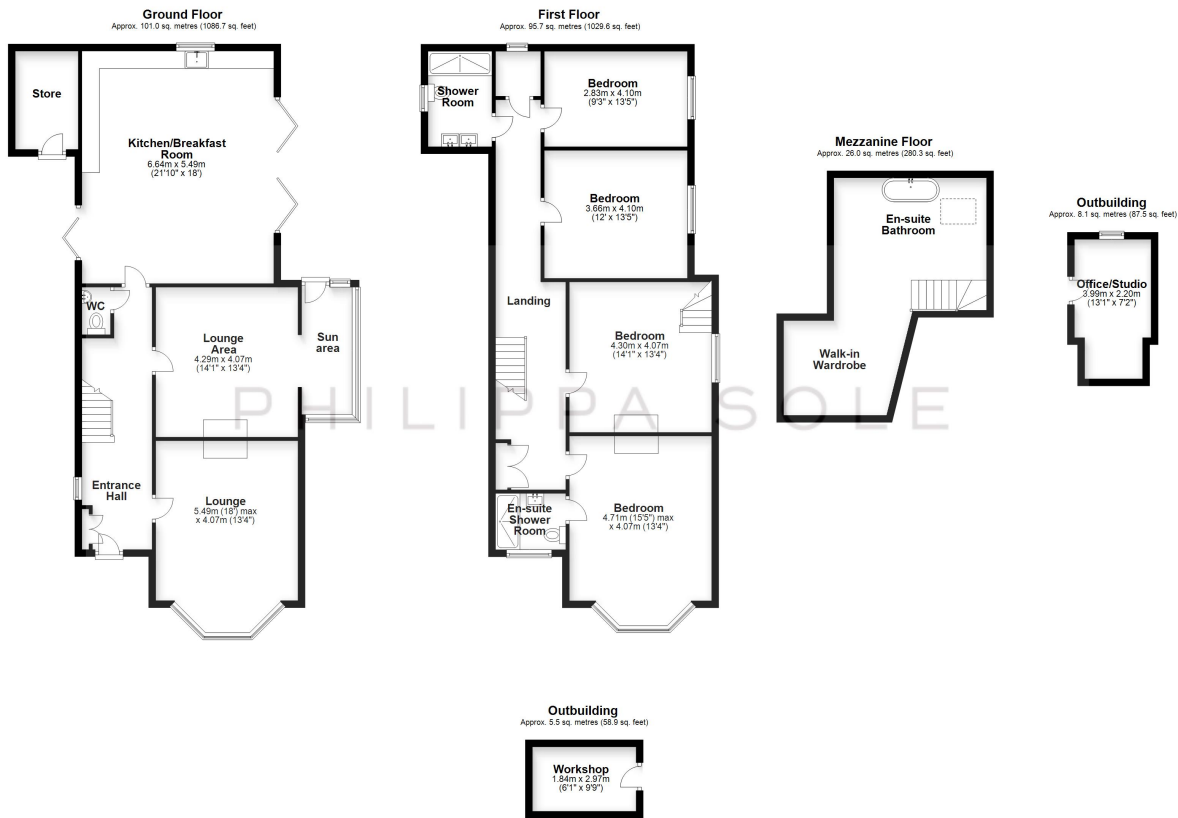 Ground Floor
Approx. 101.0 sq. metres (1086.7 sq. feet)
Store
Kitchen/Breakfast
Room
6.64m x 5.49m
(21'10" x 18')
WC
Lounge
Area
4.29m x 4.07m
(14'1" x 13'4")
Sun
area
Entrance
Hall
Lounge
5.49m (18') max
x 4.07m (13'4")
First Floor
Approx. 95.7 sq. metres (1029.6 sq. feet)
Shower
Room
Bedroom
2.83m x 4.10m
(9'3" x 13'5")
Bedroom
3.66m x 4.10m
(12' x 13'5")
Landing
Bedroom
4.30m x 4.07m
(14'1" x 13'4")
En-suite
Shower
Room
Bedroom
4.71m (15'5") max
x 4.07m (13'4")
Mezzanine Floor
Approx. 26.0 sq. metres (280.3 sq. feet)
En-suite
Bathroom
Walk-in
Wardrobe
Outbuilding
Approx. 8.1 sq. metres (87.5 sq. feet)
Office/Studio
3.99m x 2.20m
(13'1" x 7'2")
PHILIPPA SOLE
Outbuilding
Approx. 5.5 sq. metres (58.9 sq. feet)
Workshop
1.84m x 2.97m
(6'1" x 9'9")